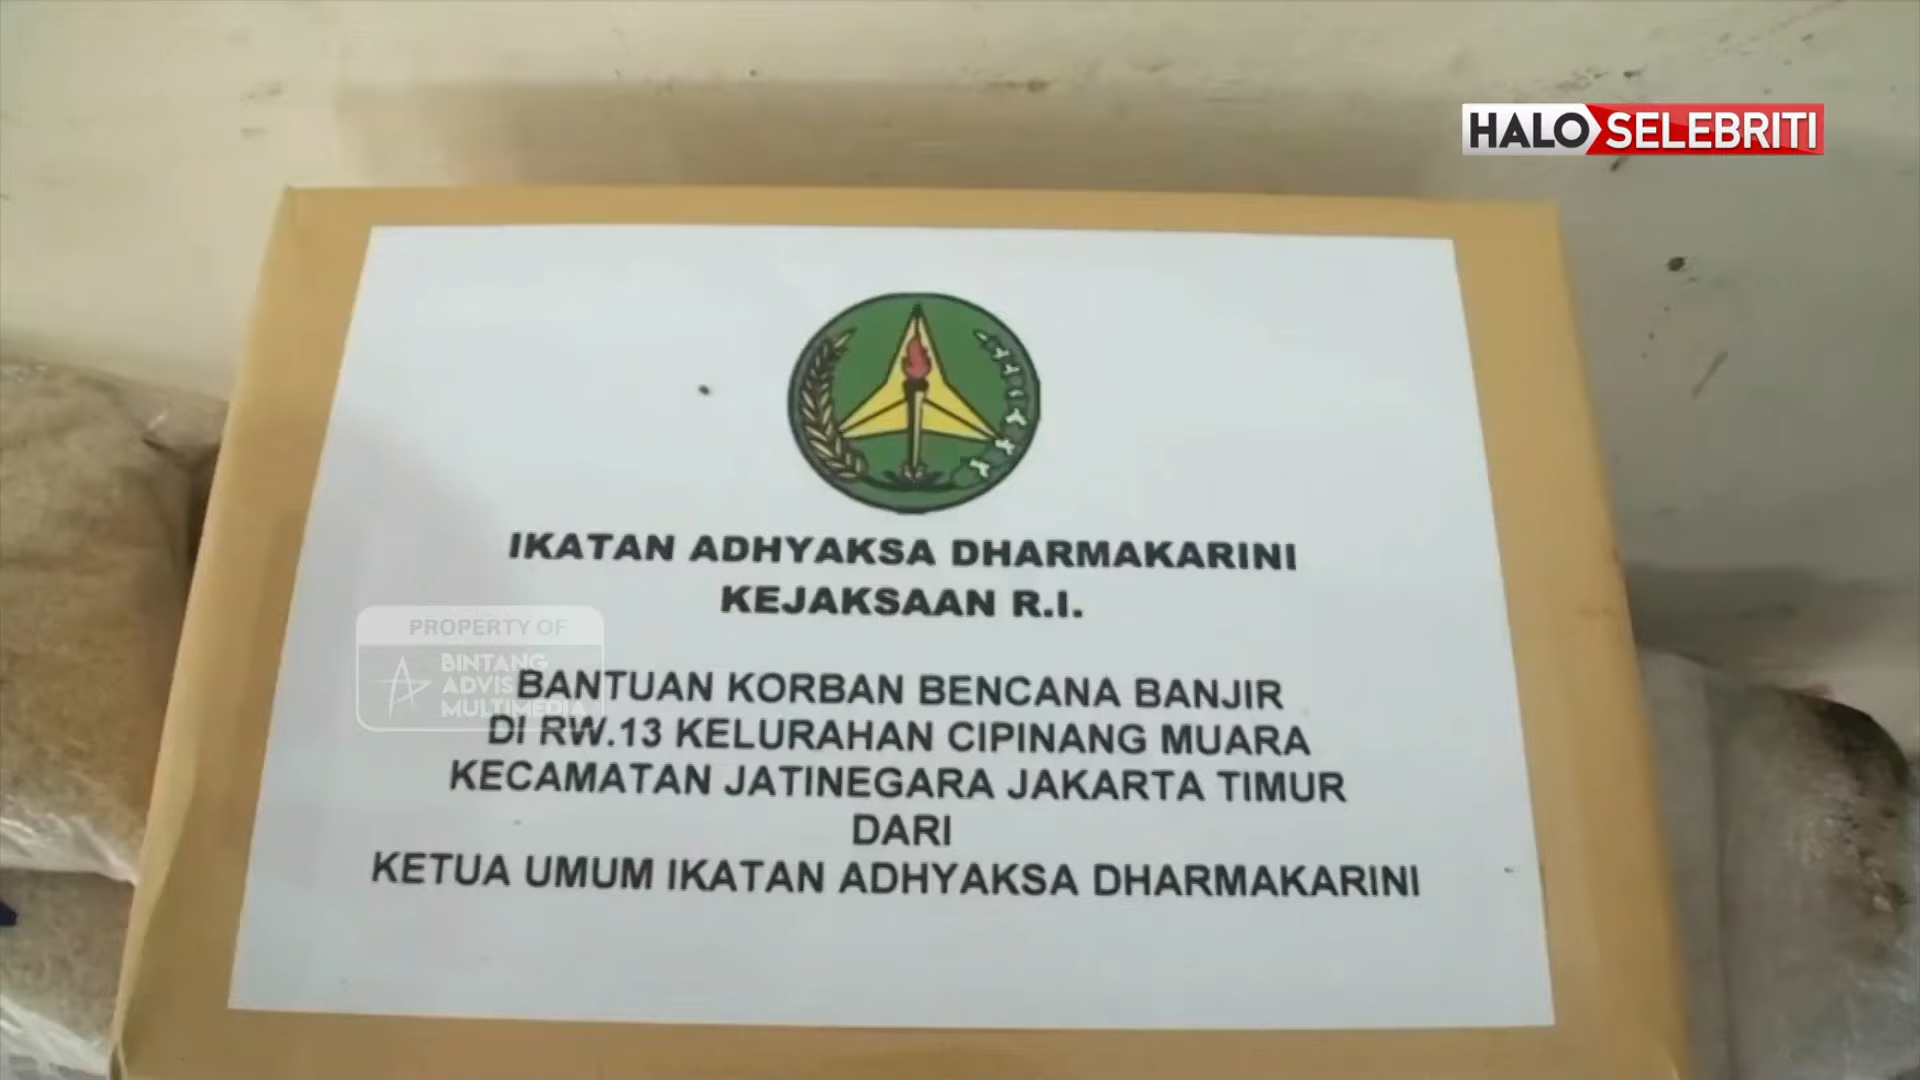 HALO SELEBRITI
IKATAN ADHYAKSA DHARMAKARINI
KEJAKSAAN R.I.
PROPERTY OF
BINTANG
ADVIS
MULTIMEDIA
BANTUAN KORBAN BENCANA BANJIR
DI RW.13 KELURAHAN CIPINANG MUARA
KECAMATAN JATINEGARA JAKARTA TIMUR
DARI
KETUA UMUM IKATAN ADHYAKSA DHARMAKARINI